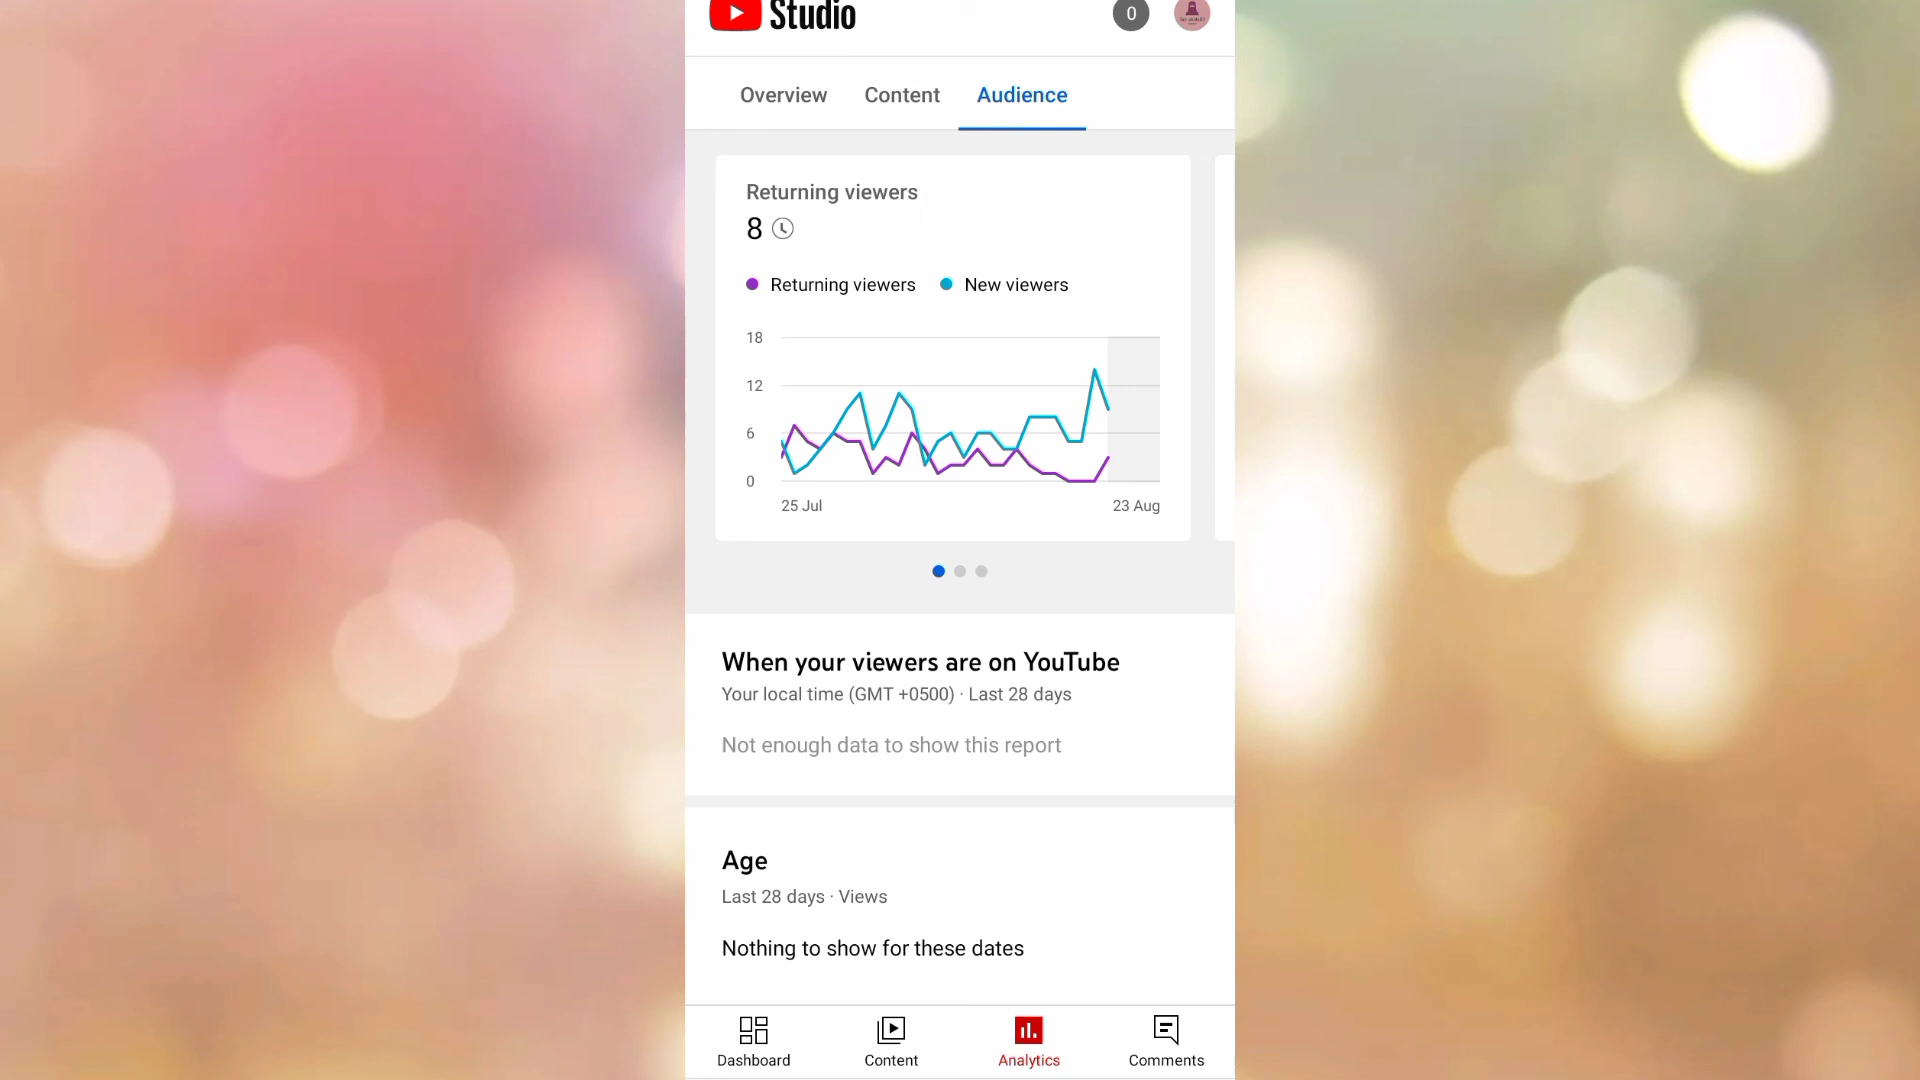 Studio
0
Overview Content Audience
Returning viewers
8
Returning viewers New viewers
18
12
6
0
25 Jul 23 Aug
When your viewers are on YouTube
Your local time (GMT +0500) · Last 28 days
Not enough data to show this report
Age
Last 28 days · Views
Nothing to show for these dates
Dashboard Content Analytics Comments